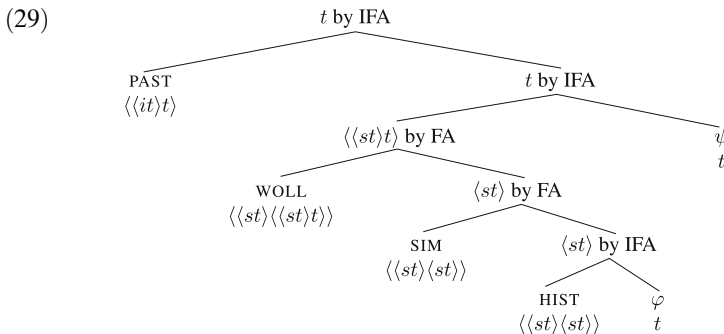 (29)
t by IFA
PAST
⟨⟨it⟩t⟩
t by IFA
⟨⟨st⟩t⟩ by FA
ψ
t
WOLL
⟨⟨st⟩⟨⟨st⟩t⟩⟩
⟨st⟩ by FA
SIM
⟨⟨st⟩⟨st⟩⟩
⟨st⟩ by IFA
HIST
⟨⟨st⟩⟨st⟩⟩
φ
t